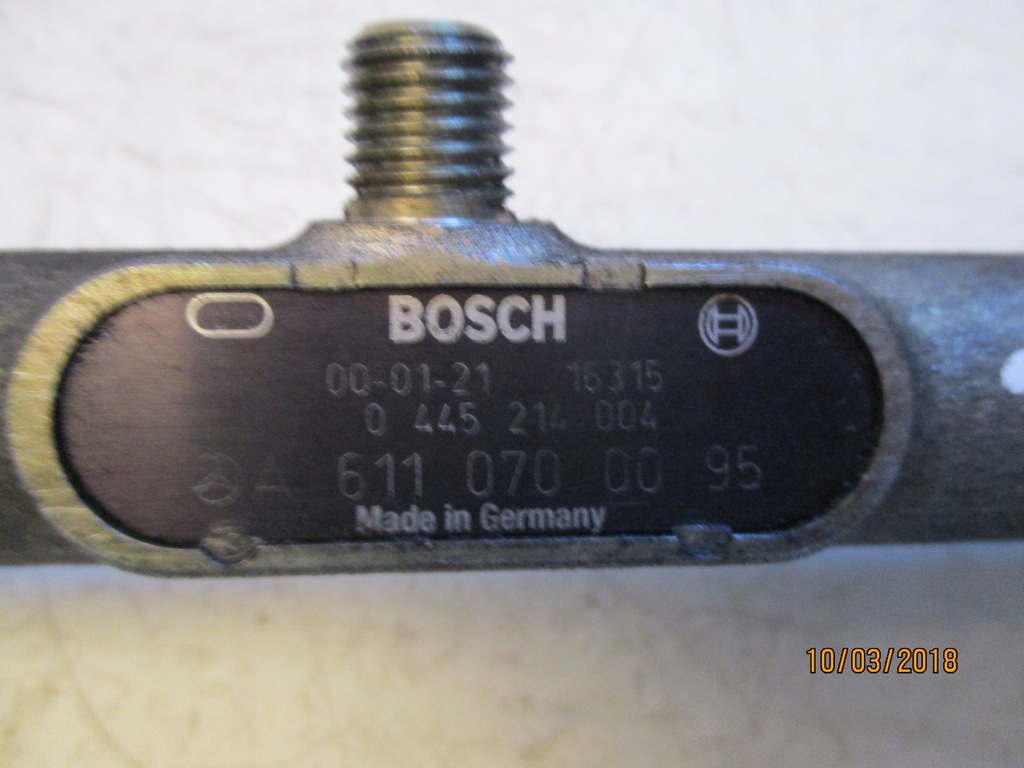 BOSCH
00-01-21 16315
0 445 214 004
A 611 070 00 95
Made in Germany
10/03/2018